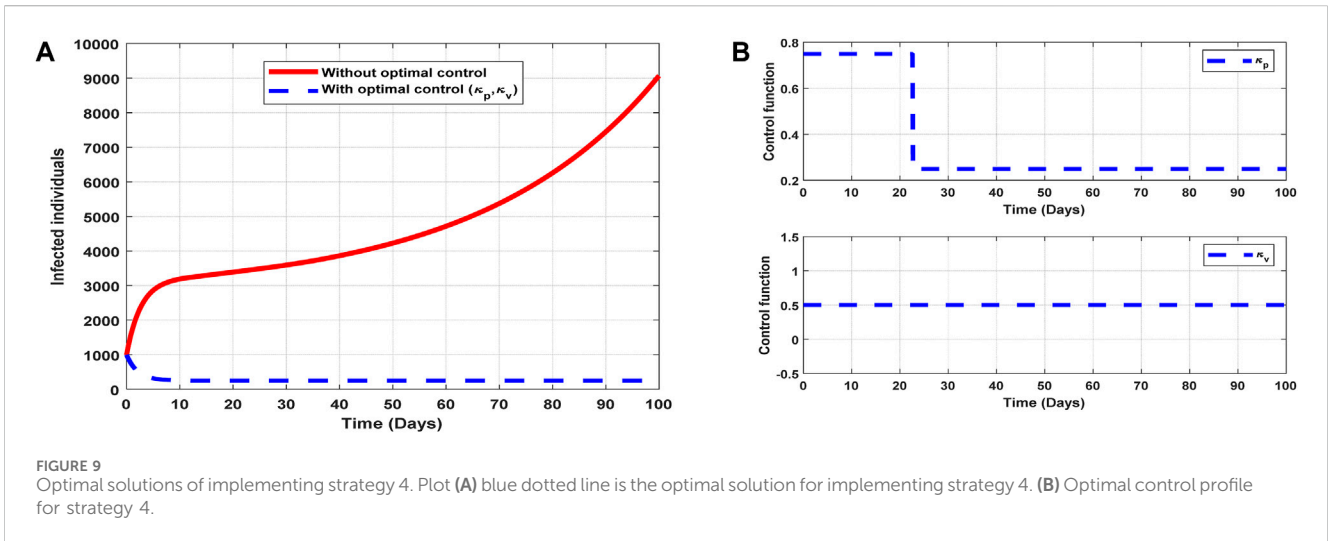 A
10000
9000
8000
7000
6000
5000
4000
3000
2000
1000
0
Infected individuals
Without optimal control
With optimal control (κp,κv)
0 10 20 30 40 50 60 70 80 90 100
Time (Days)
B
0.8
0.6
0.4
0.2
Control function
κp
0 10 20 30 40 50 60 70 80 90 100
Time (Days)
1.5
1
0.5
0
-0.5
Control function
κv
0 10 20 30 40 50 60 70 80 90 100
Time (Days)
FIGURE 9
Optimal solutions of implementing strategy 4. Plot (A) blue dotted line is the optimal solution for implementing strategy 4. (B) Optimal control profile
for strategy 4.